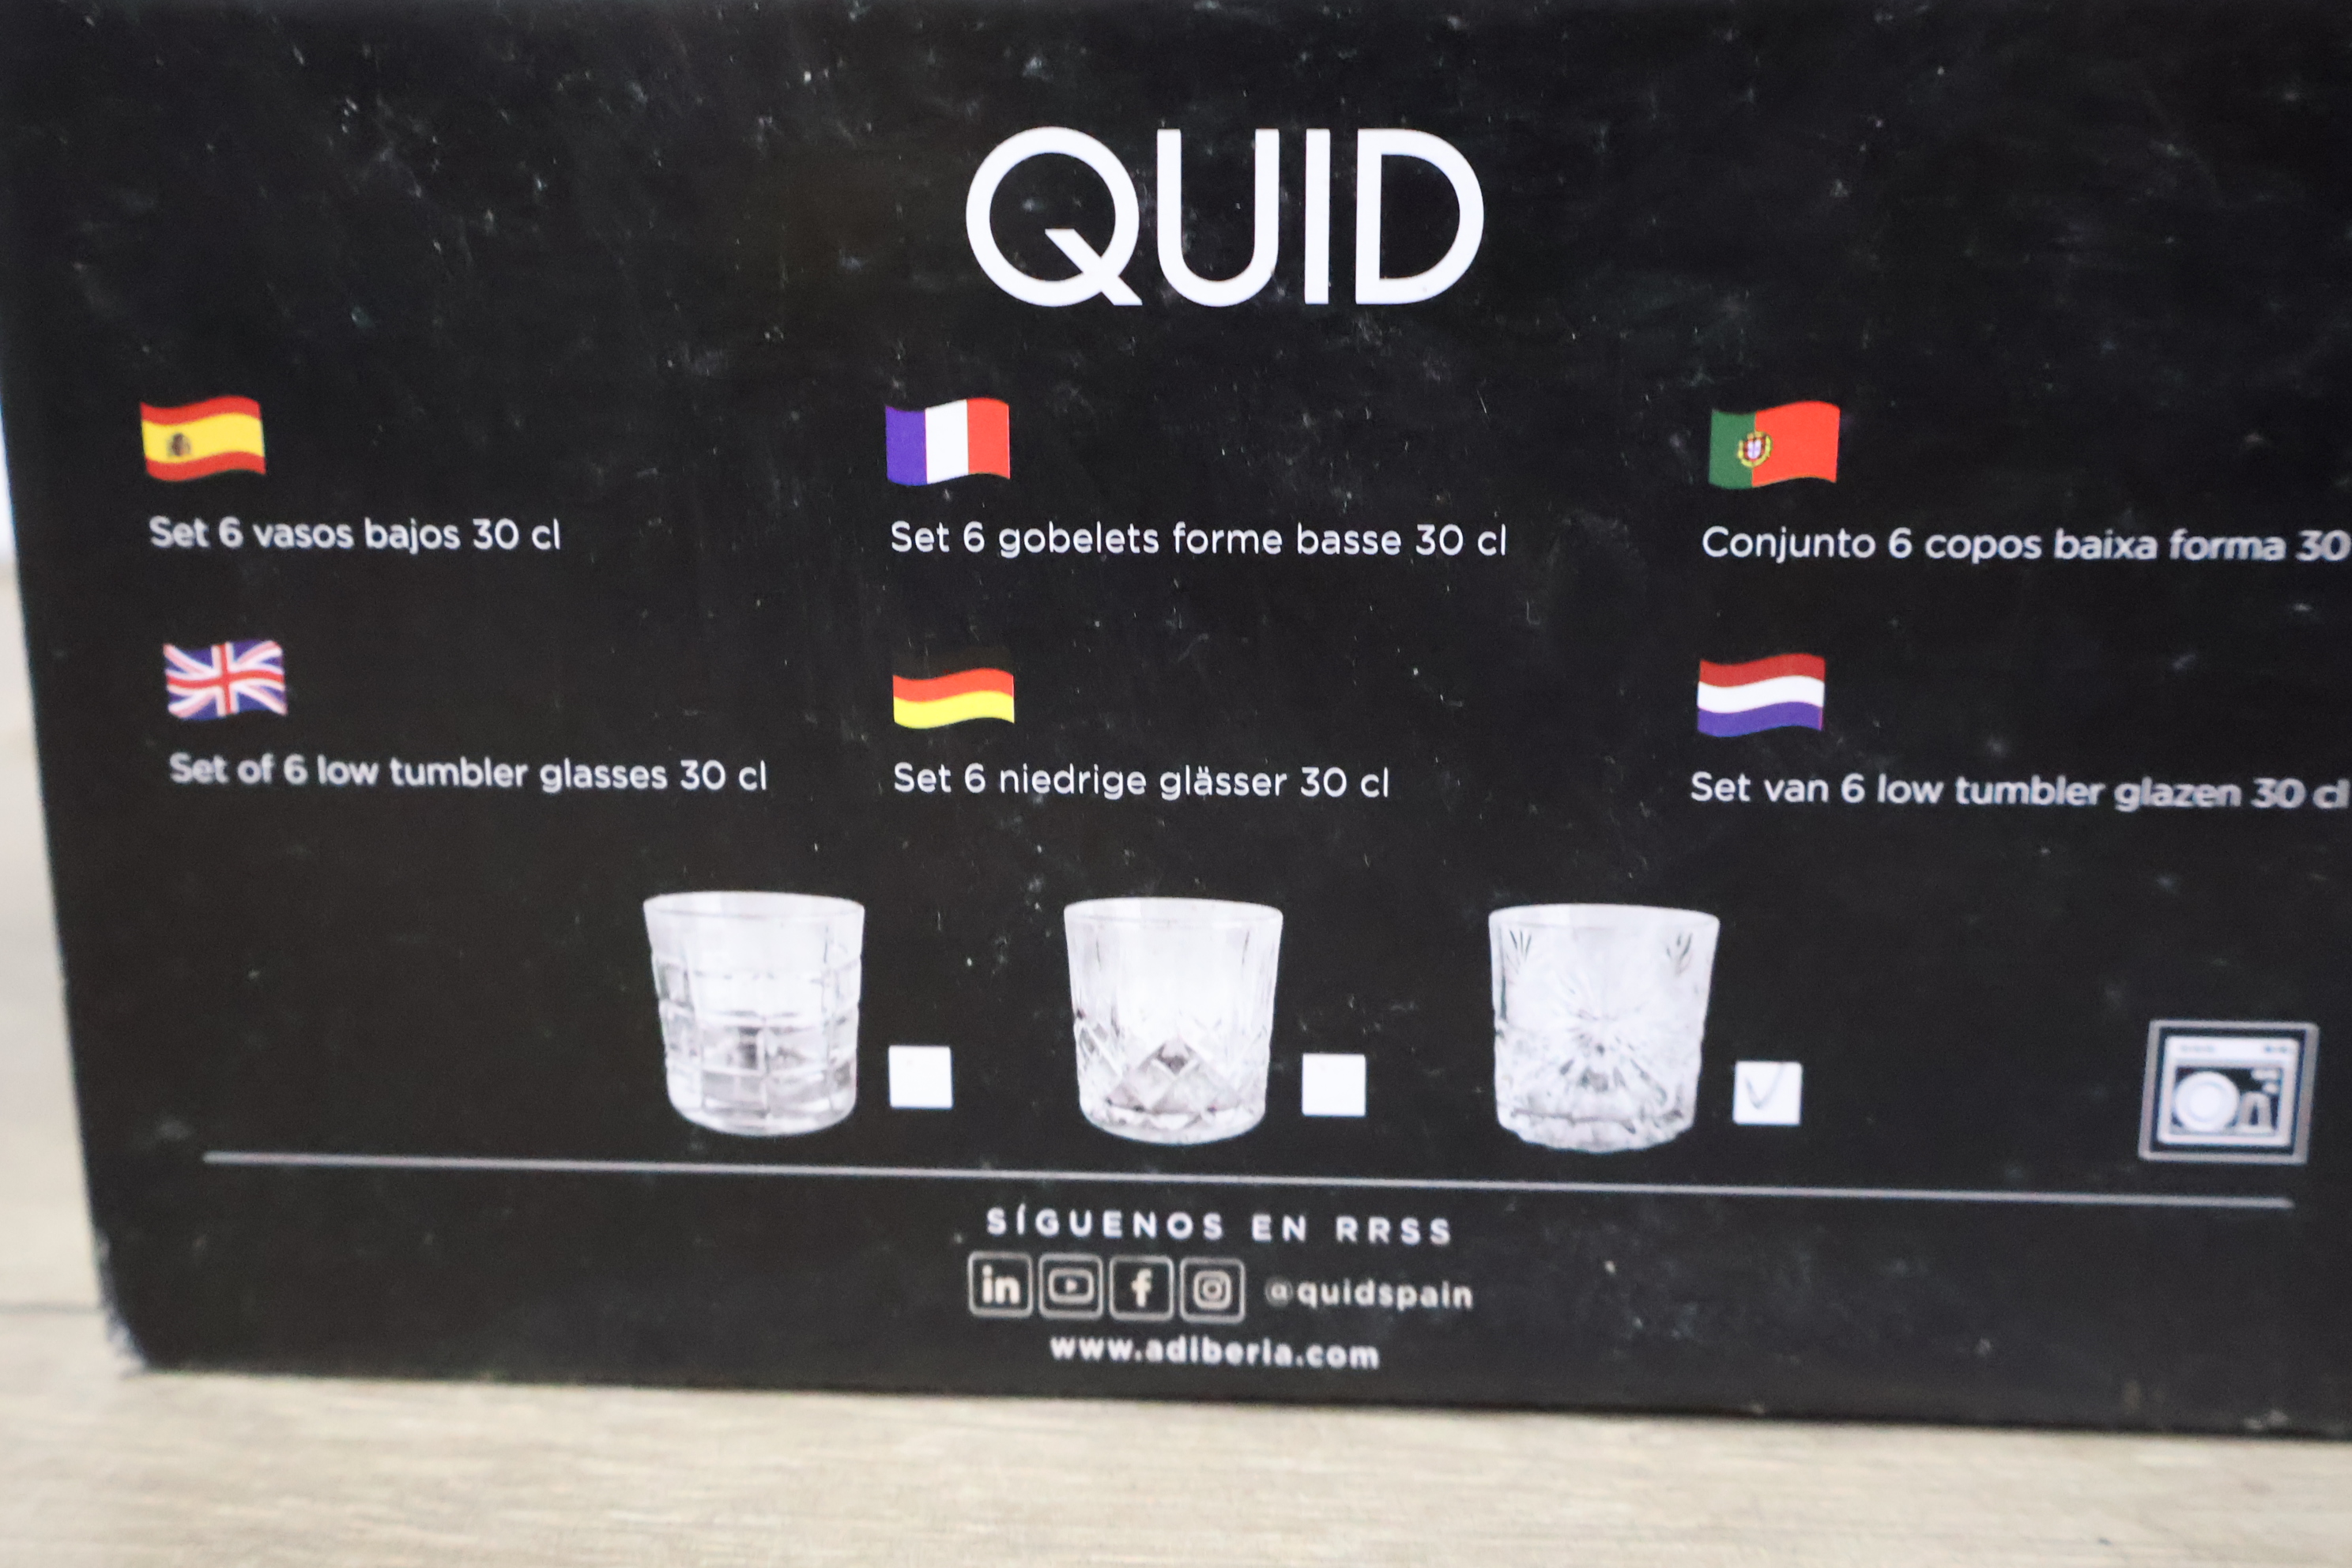 QUID
Set 6 vasos bajos 30 cl
Set 6 gobelets forme basse 30 cl
Conjunto 6 copos baixa forma 30
Set of 6 low tumbler glasses 30 cl
Set 6 niedrige glässer 30 cl
Set van 6 low tumbler glazen 30 cl
SÍGUENOS EN RRSS
in f @quidspain
www.adiberia.com